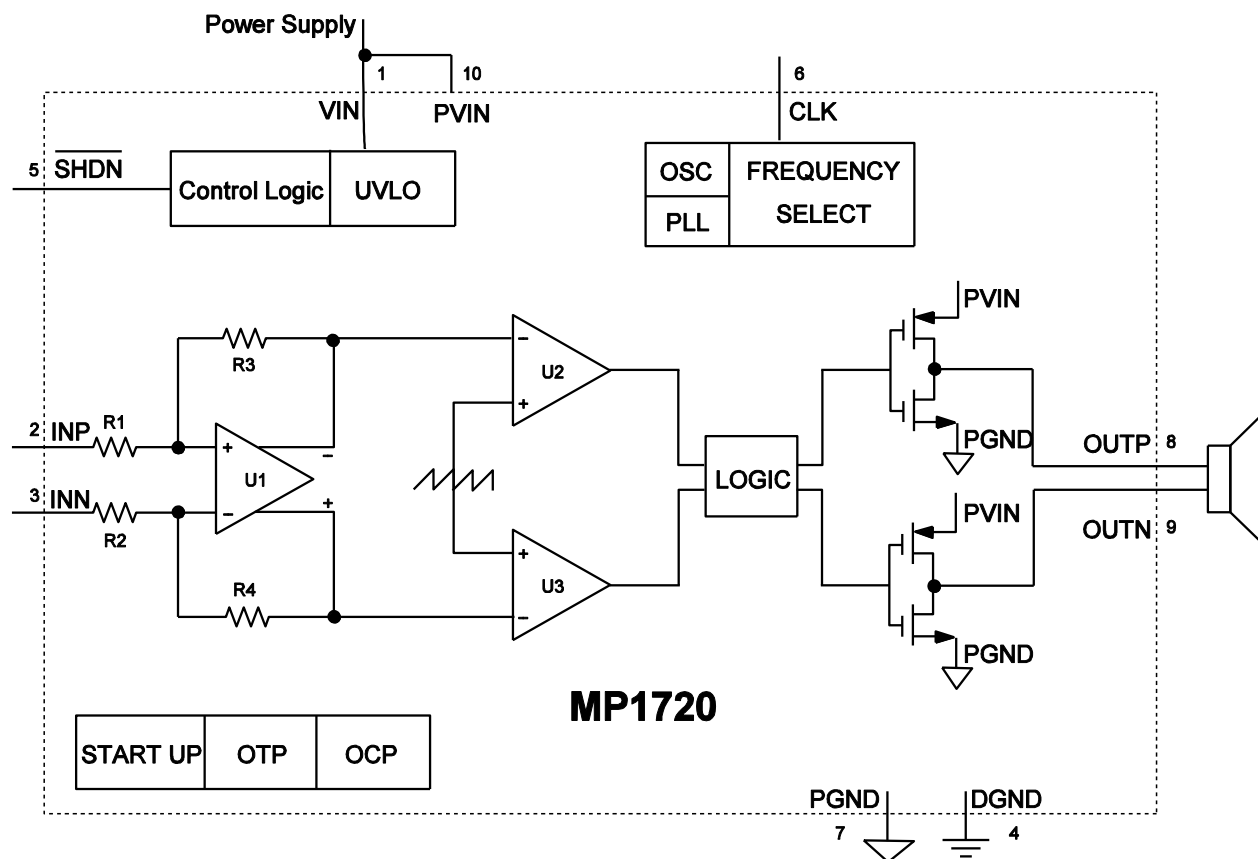 Power Supply
1
10
6
VIN
PVIN
CLK
5
SHDN
Control Logic
UVLO
OSC
PLL
FREQUENCY
SELECT
PVIN
R3
−
U2
+
2
INP
R1
+
−
U1
PGND
OUTP
8
LOGIC
3
INN
R2
−
+
PVIN
OUTN
9
+
U3
−
R4
PGND
MP1720
START UP
OTP
OCP
PGND
DGND
7
4